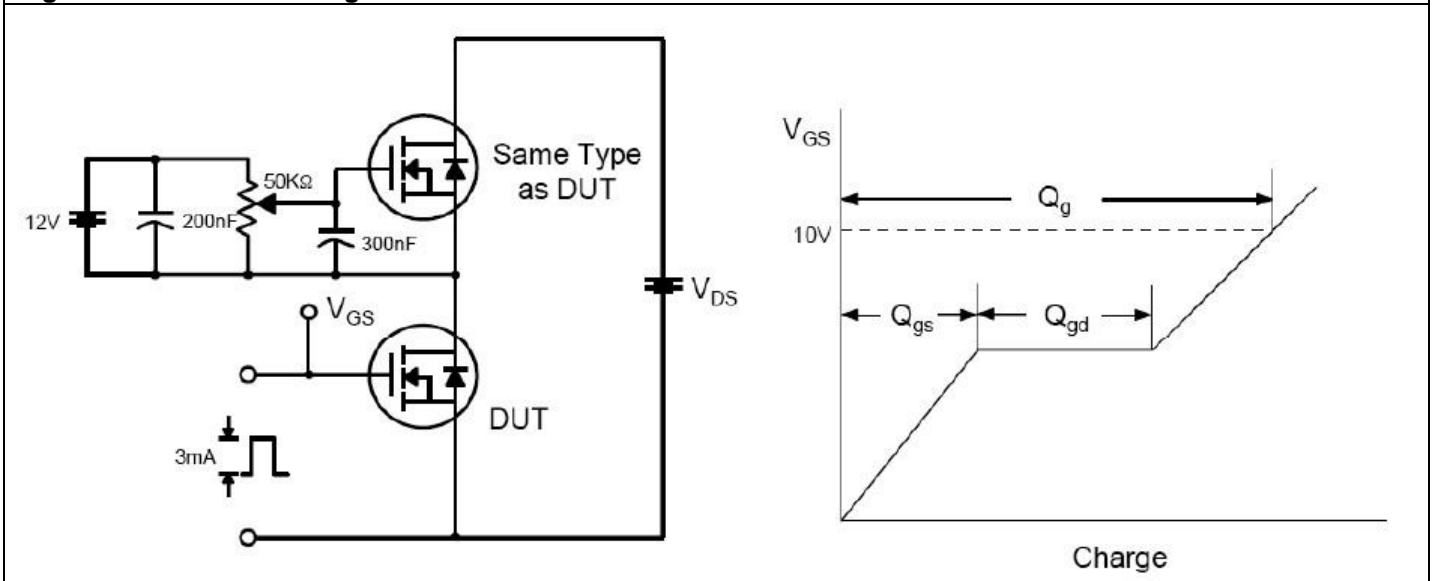 Same Type
as DUT
50KΩ
12V
200nF
300nF
V_GS
V_DS
DUT
3mA
V_GS
Q_g
10V
Q_gs
Q_gd
Charge